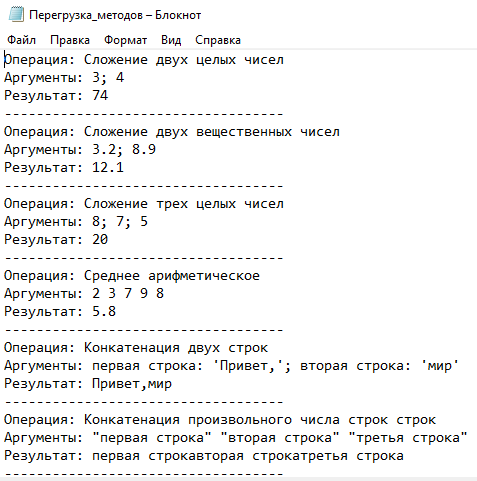 Перегрузка_методов – Блокнот
Файл Правка Формат Вид Справка
Операция: Сложение двух целых чисел
Аргументы: 3; 4
Результат: 74
-----------------------------------
Операция: Сложение двух вещественных чисел
Аргументы: 3.2; 8.9
Результат: 12.1
-----------------------------------
Операция: Сложение трех целых чисел
Аргументы: 8; 7; 5
Результат: 20
-----------------------------------
Операция: Среднее арифметическое
Аргументы: 2 3 7 9 8
Результат: 5.8
-----------------------------------
Операция: Конкатенация двух строк
Аргументы: первая строка: 'Привет,'; вторая строка: 'мир'
Результат: Привет,мир
-----------------------------------
Операция: Конкатенация произвольного числа строк строк
Аргументы: "первая строка" "вторая строка" "третья строка"
Результат: первая строкавторая строкатретья строка
-----------------------------------